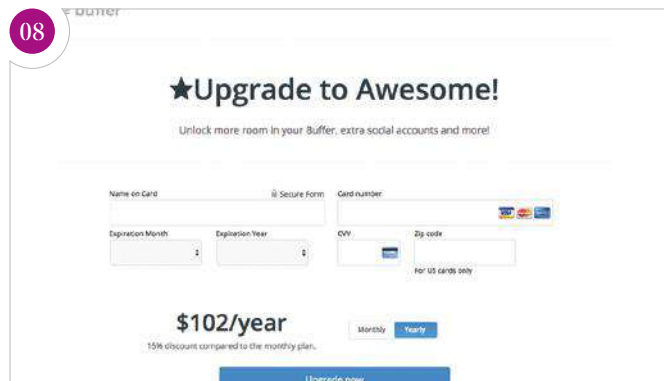 08
Buffer
★Upgrade to Awesome!
Unlock more room in your Buffer, extra social accounts and more!
Name on Card
Secure Form
Card number
VISA
Expiration Month
Expiration Year
CVV
Zip code
For US cards only
$102/year
Monthly
Yearly
15% discount compared to the monthly plan.
Upgrade now